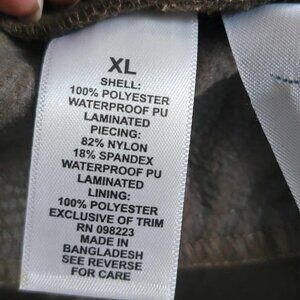 XL
SHELL:
100% POLYESTER
WATERPROOF PU
LAMINATED
PIECING:
82% NYLON
18% SPANDEX
WATERPROOF PU
LAMINATED
LINING:
100% POLYESTER
EXCLUSIVE OF TRIM
RN 098223
MADE IN
BANGLADESH
SEE REVERSE
FOR CARE